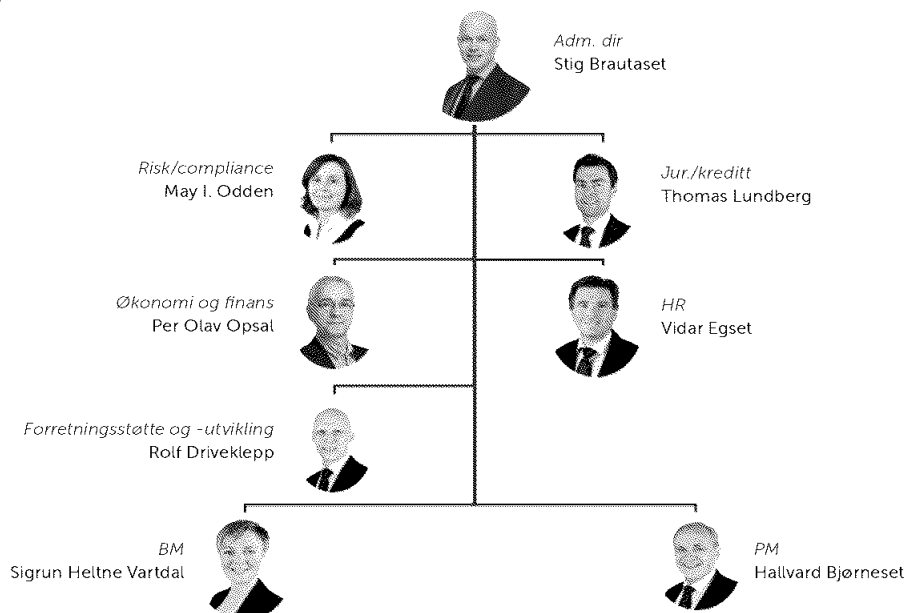 Adm. dir
Stig Brautaset
Risk/compliance
May I. Odden
Jur./kreditt
Thomas Lundberg
Økonomi og finans
Per Olav Opsal
HR
Vidar Egset
Forretningsstøtte og -utvikling
Rolf Driveklepp
BM
Sigrun Heltne Vartdal
PM
Hallvard Bjørneset